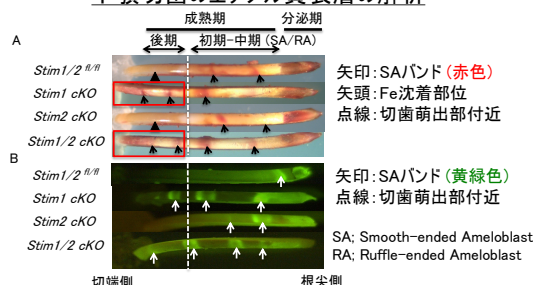 成熟期 分泌期
A
後期 初期-中期 (SA/RA)
Stim1/2 fl/fl
Stim1 cKO
Stim2 cKO
Stim1/2 cKO
矢印:SAバンド(赤色)
矢頭:Fe沈着部位
点線:切歯萌出部付近
B
Stim1/2 fl/fl
Stim1 cKO
Stim2 cKO
Stim1/2 cKO
矢印:SAバンド(黄緑色)
点線:切歯萌出部付近
SA; Smooth-ended Ameloblast
RA; Ruffle-ended Ameloblast
切端側 根尖側